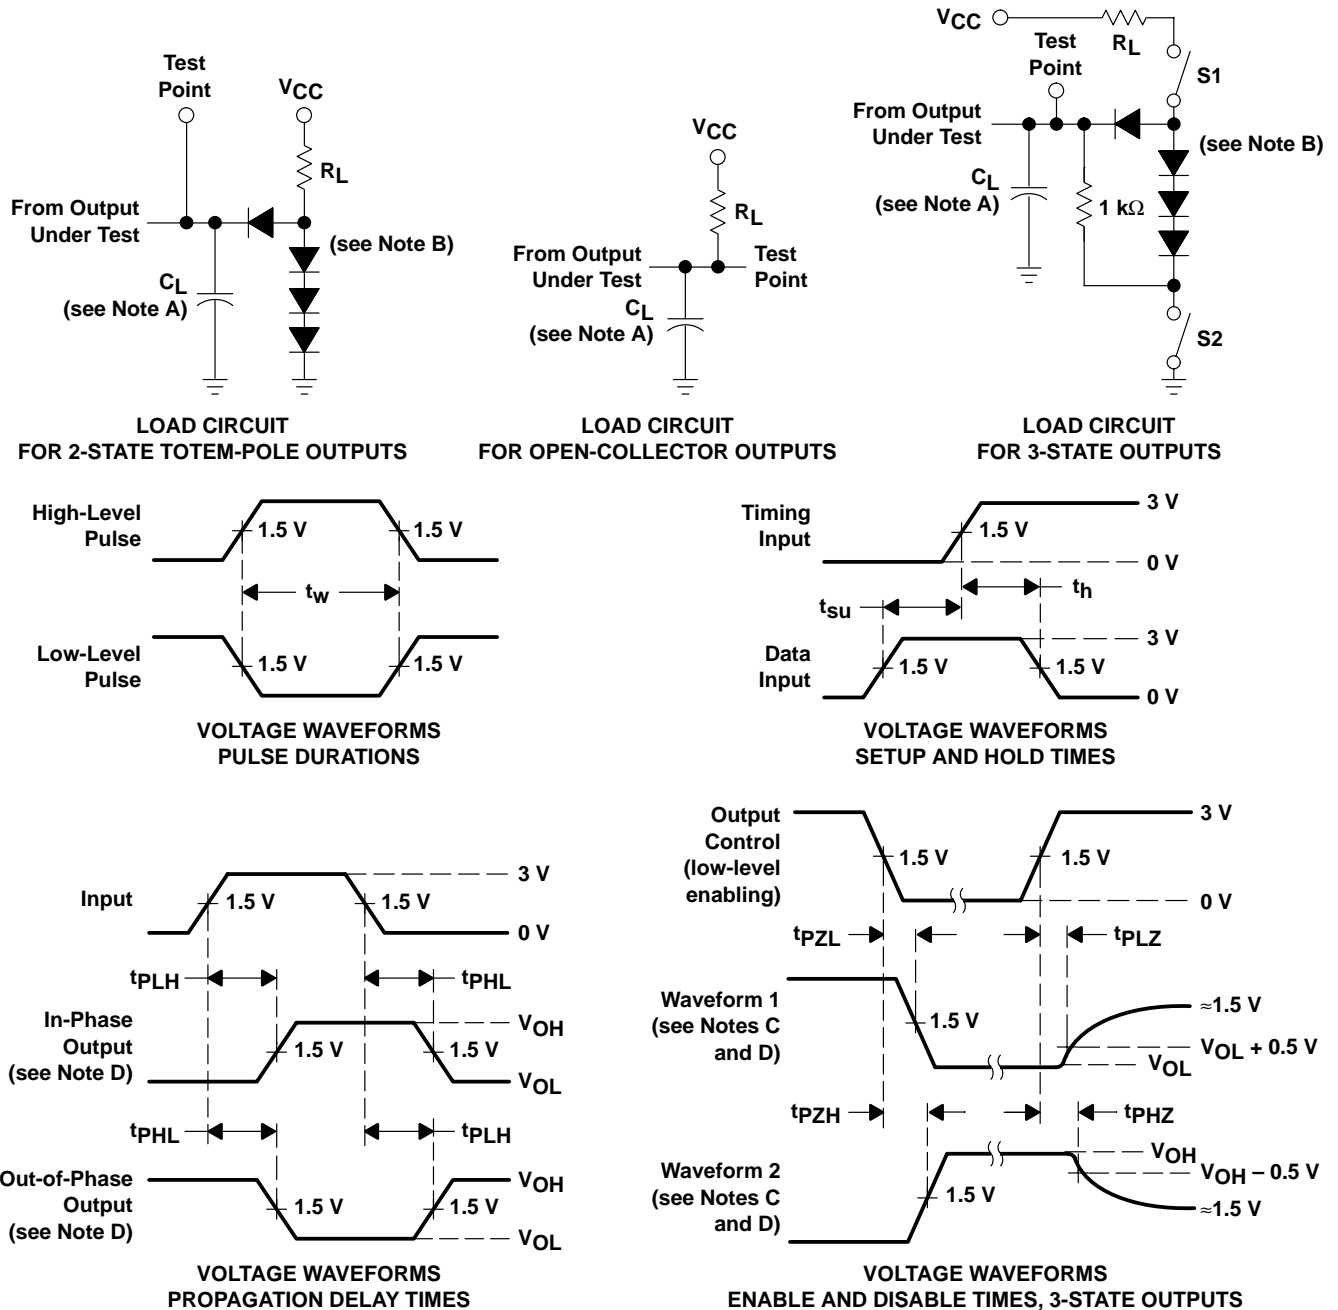 Test
Point
VCC
RL
From Output
Under Test
(see Note B)
CL
(see Note A)
LOAD CIRCUIT
FOR 2-STATE TOTEM-POLE OUTPUTS
VCC
RL
From Output
Under Test
Test
Point
CL
(see Note A)
LOAD CIRCUIT
FOR OPEN-COLLECTOR OUTPUTS
VCC
RL
Test
Point
S1
From Output
Under Test
(see Note B)
CL
(see Note A)
1 kΩ
S2
LOAD CIRCUIT
FOR 3-STATE OUTPUTS
High-Level
Pulse
1.5 V
1.5 V
tw
Low-Level
Pulse
1.5 V
1.5 V
VOLTAGE WAVEFORMS
PULSE DURATIONS
Timing
Input
1.5 V
3 V
0 V
th
tsu
Data
Input
1.5 V
1.5 V
3 V
0 V
VOLTAGE WAVEFORMS
SETUP AND HOLD TIMES
Input
1.5 V
1.5 V
3 V
0 V
tPLH
tPHL
In-Phase
Output
(see Note D)
1.5 V
1.5 V
VOH
VOL
tPHL
tPLH
Out-of-Phase
Output
(see Note D)
1.5 V
1.5 V
VOH
VOL
VOLTAGE WAVEFORMS
PROPAGATION DELAY TIMES
Output
Control
(low-level
enabling)
1.5 V
1.5 V
3 V
0 V
tPZL
tPLZ
Waveform 1
(see Notes C
and D)
1.5 V
≈1.5 V
VOL + 0.5 V
VOL
tPZH
tPHZ
Waveform 2
(see Notes C
and D)
1.5 V
VOH
VOH – 0.5 V
≈1.5 V
VOLTAGE WAVEFORMS
ENABLE AND DISABLE TIMES, 3-STATE OUTPUTS